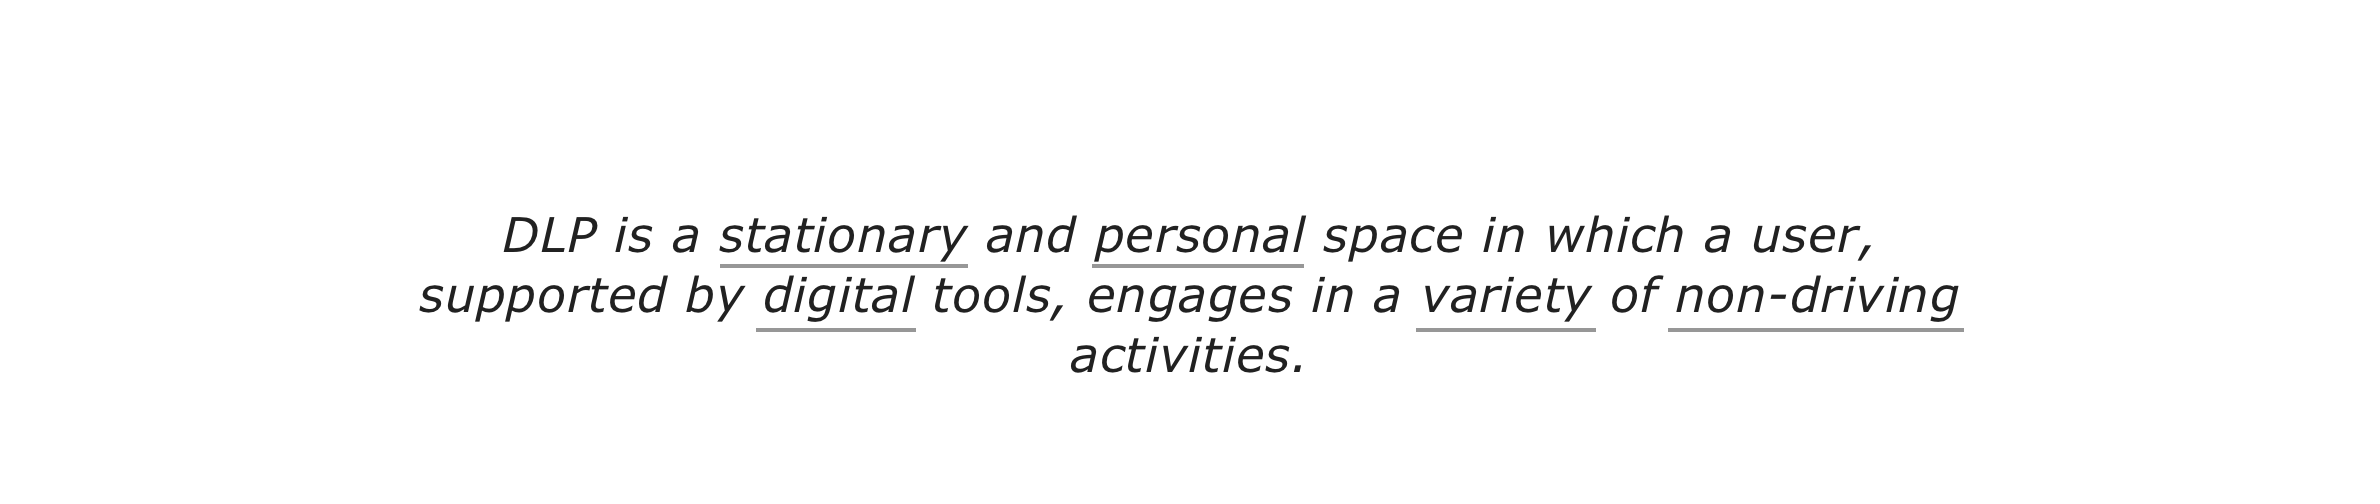 DLP is a stationary and personal space in which a user,
supported by digital tools, engages in a variety of non-driving
activities.